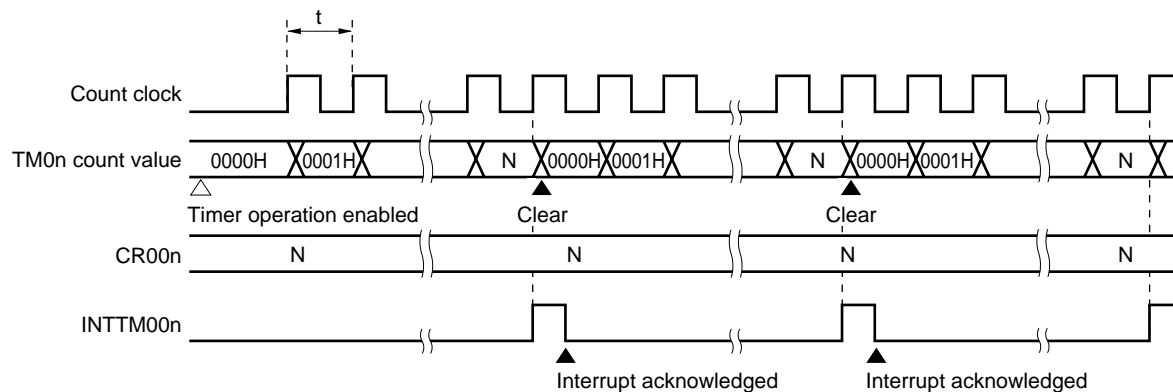 t
Count clock
TM0n count value 0000H 0001H N 0000H 0001H N 0000H 0001H N
Timer operation enabled Clear Clear
CR00n N N N N
INTTM00n
Interrupt acknowledged Interrupt acknowledged